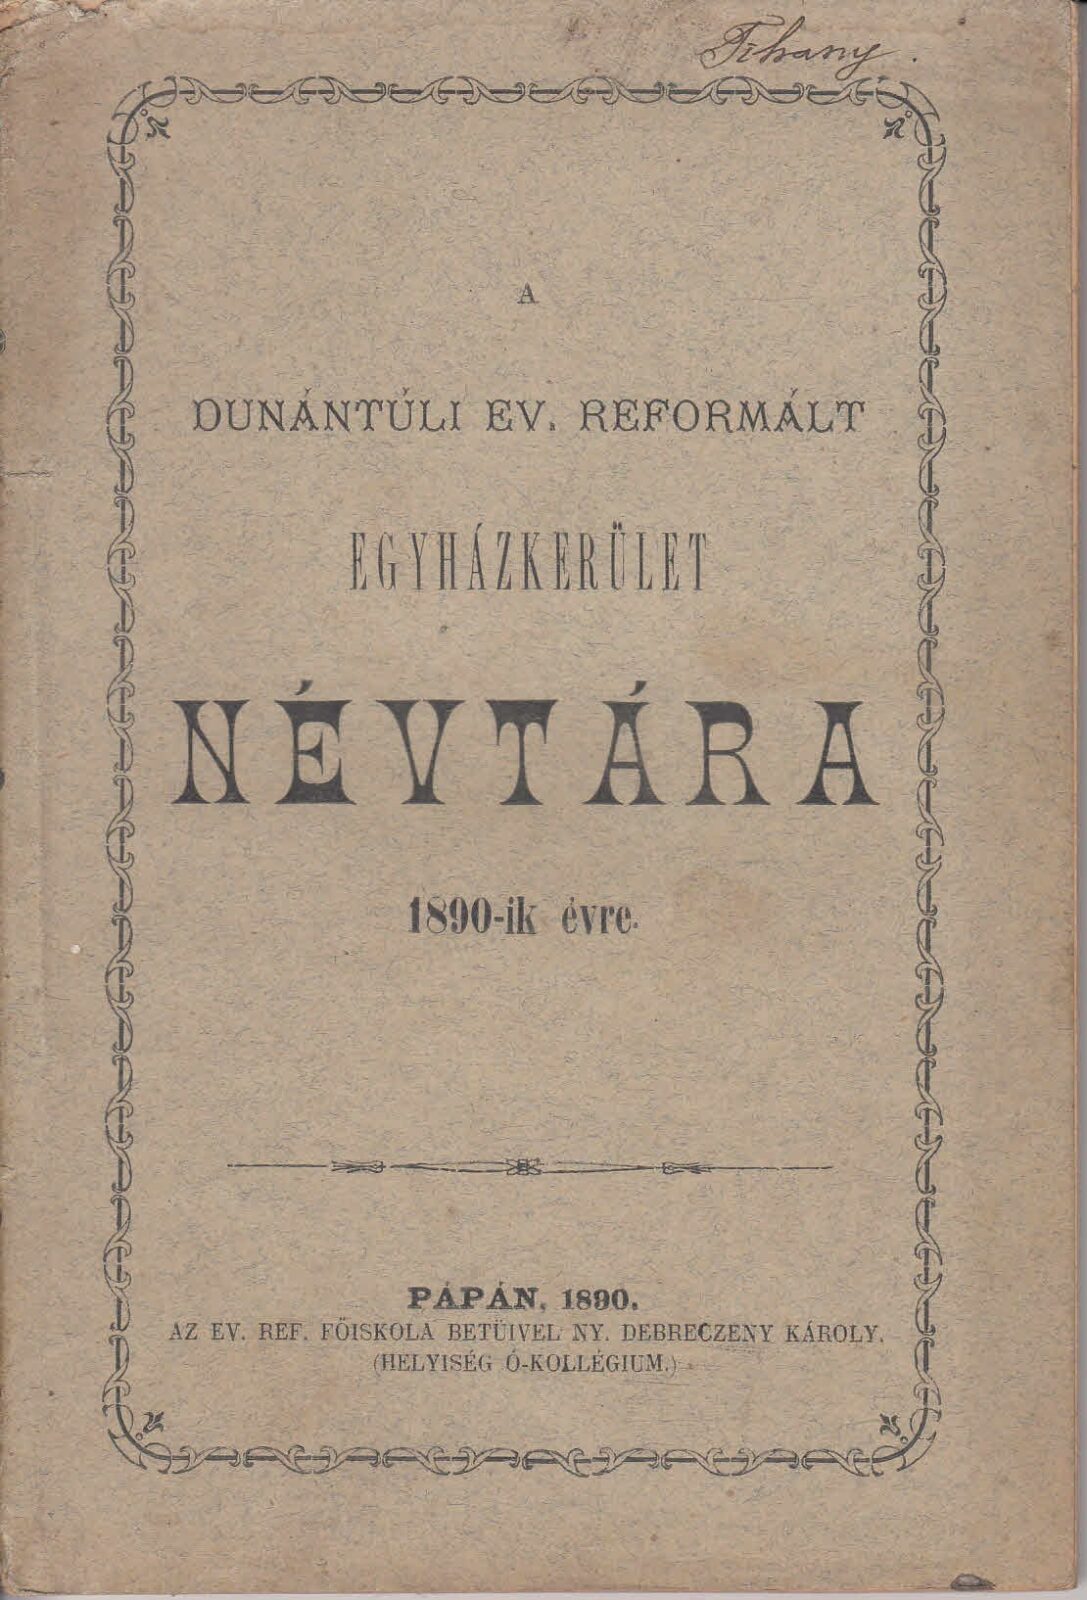 Tihany.
A
DUNÁNTÚLI EV. REFORMÁLT
EGYHÁZKERÜLET
NÉVTÁRA
1890-ik évre.
PÁPÁN, 1890.
AZ EV. REF. FŐISKOLA BETŰIVEL NY. DEBRECZENY KÁROLY.
(HELYISÉG Ó-KOLLÉGIUM.)